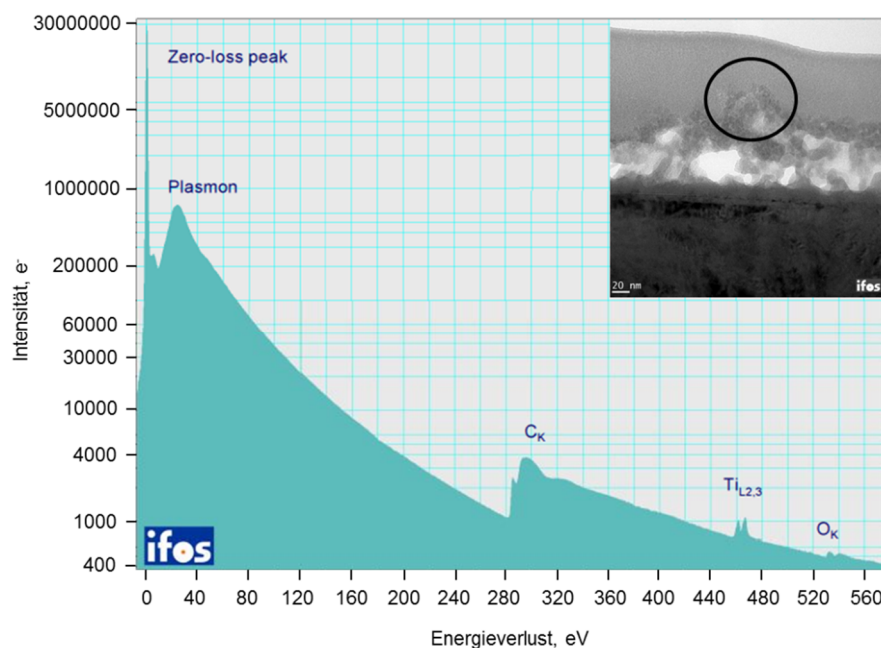 30000000
5000000
1000000
200000
60000
30000
10000
4000
1000
400
Intensität, e-
Zero-loss peak
Plasmon
CK
TiL2,3
OK
20 nm
ifos
ifos
0 40 80 120 160 200 240 280 320 360 400 440 480 520 560
Energieverlust, eV